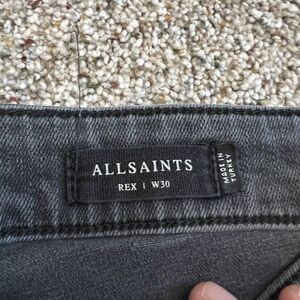 ALLSAINTS
REX | W30
MADE IN
TURKEY